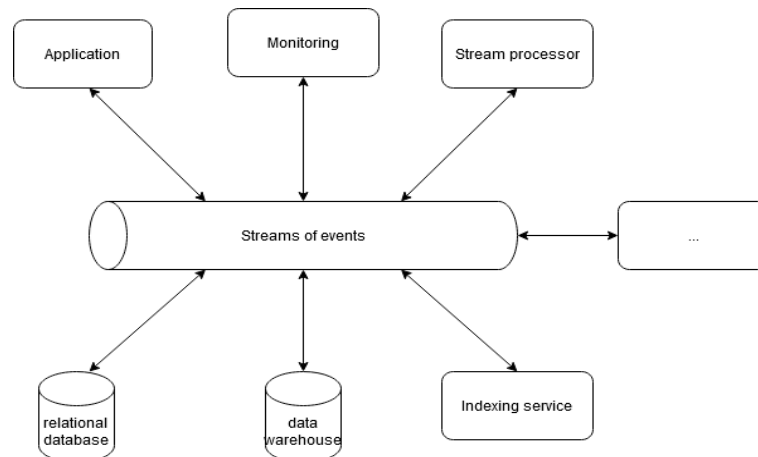 Application
Monitoring
Stream processor
Streams of events
...
relational
database
data
warehouse
Indexing service